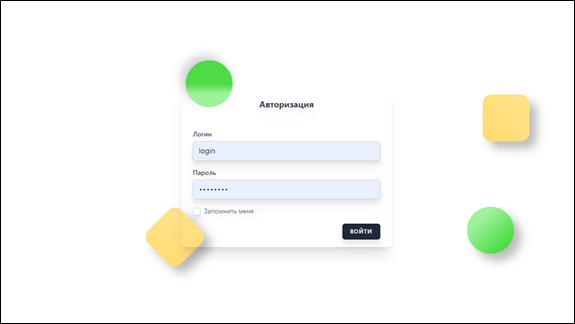 Авторизация
Логин
login
Пароль
••••••••
Запомнить меня
ВОЙТИ